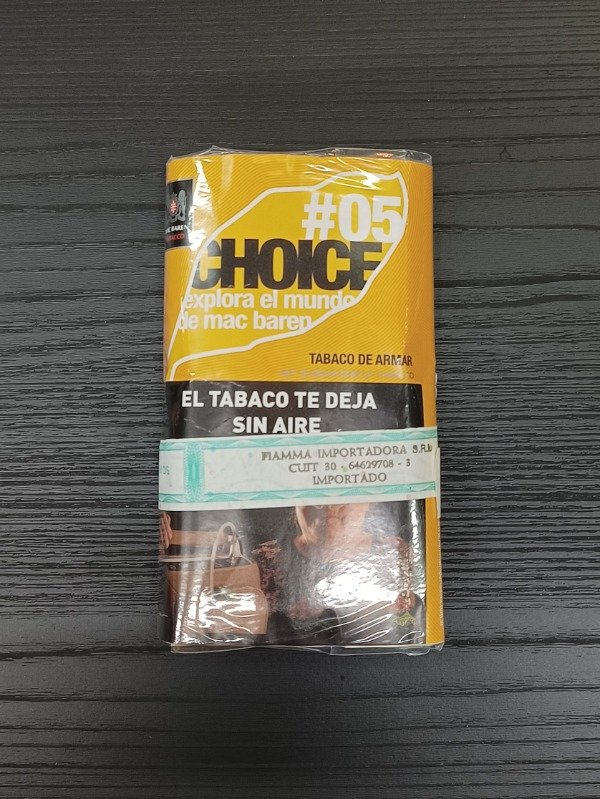 #05
CHOICE
explora el mundo
de mac baren
TABACO DE ARMAR
EL TABACO TE DEJA
SIN AIRE
FIAMMA IMPORTADORA S.R.L.
CUIT 30 - 64629708 - 3
IMPORTADO